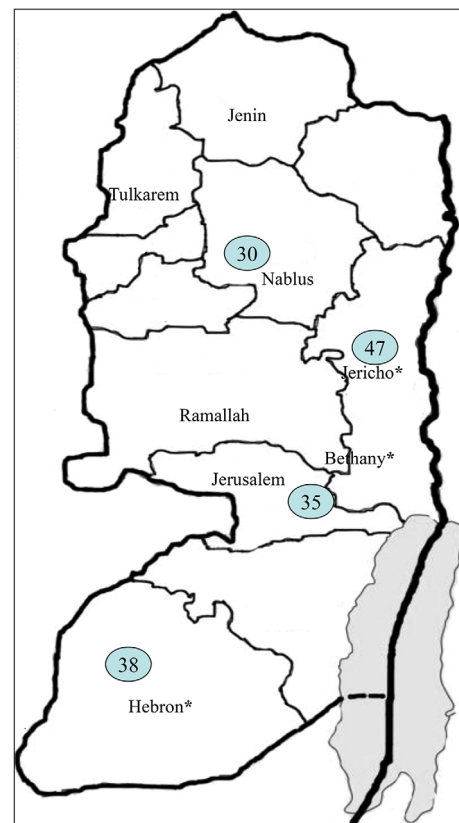 Jenin
Tulkarem
30
Nablus
47
Jericho*
Ramallah
Bethany*
Jerusalem
35
38
Hebron*